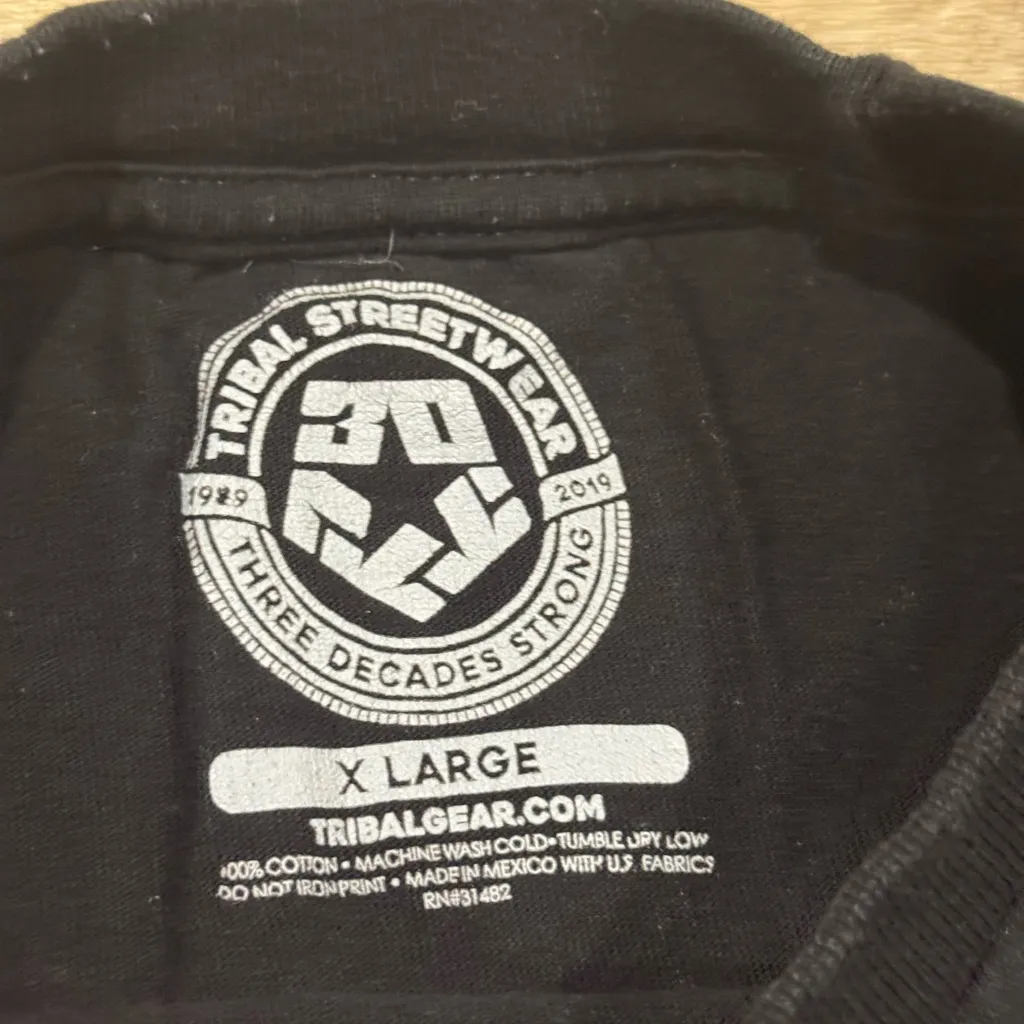 TRIBAL STREETWEAR
30
1989 2019
THREE DECADES STRONG
X LARGE
TRIBALGEAR.COM
100% COTTON • MACHINE WASH COLD • TUMBLE DRY LOW
DO NOT IRON PRINT • MADE IN MEXICO WITH U.S. FABRICS
RN#31482